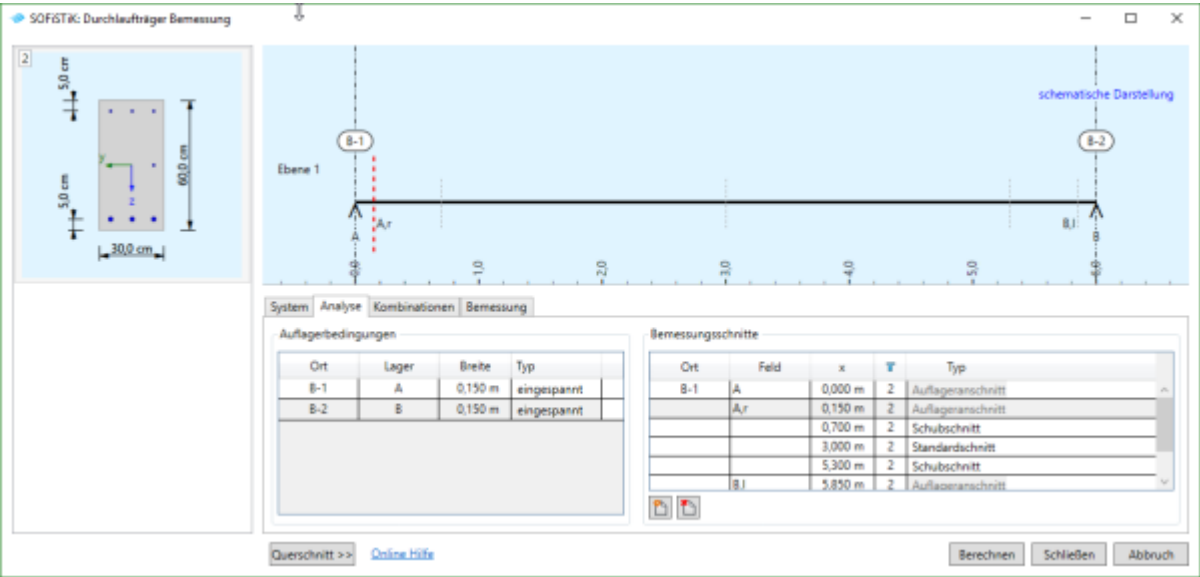 SOFiSTiK: Durchlaufträger Bemessung
2
5,0 cm
60,0 cm
5,0 cm
30,0 cm
y
z
schematische Darstellung
B-1
B-2
Ebene 1
A,r
B,l
A
B
0,0
1,0
2,0
3,0
4,0
5,0
6,0
System Analyse Kombinationen Bemessung
Auflagerbedingungen
Ort Lager Breite Typ
B-1 A 0,150 m eingespannt
B-2 B 0,150 m eingespannt
Bemessungsschnitte
Ort Feld x Typ
B-1 A 0,000 m 2 Auflageranschnitt
A,r 0,150 m 2 Auflageranschnitt
0,700 m 2 Schubschnitt
3,000 m 2 Standardschnitt
5,300 m 2 Schubschnitt
B,l 5,850 m 2 Auflageranschnitt
Querschnitt >> Online Hilfe Berechnen Schließen Abbruch